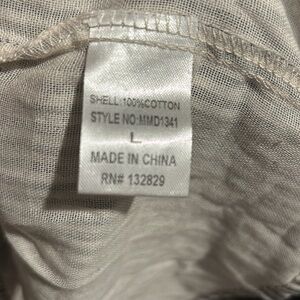 SHELL:100%COTTON
STYLE NO:MMD1341
L
MADE IN CHINA
RN# 132829